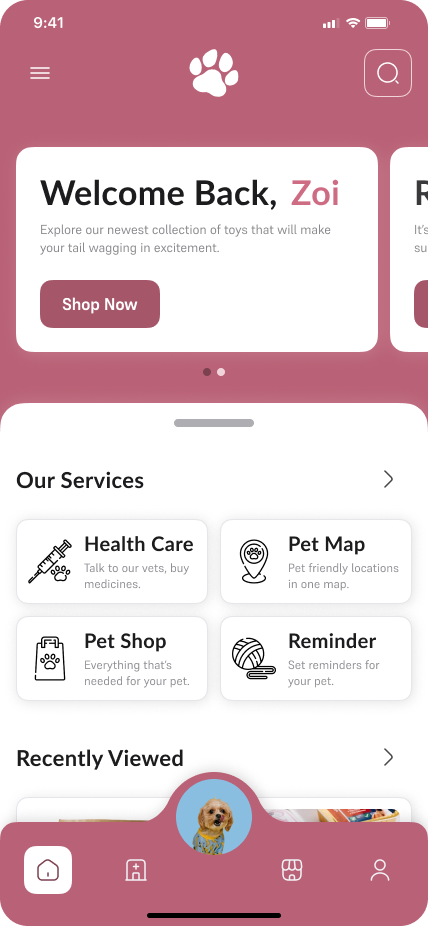 9:41
Welcome Back, Zoi
Explore our newest collection of toys that will make
your tail wagging in excitement.
Shop Now
R
It's
su
Our Services
Health Care
Talk to our vets, buy
medicines.
Pet Map
Pet friendly locations
in one map.
Pet Shop
Everything that's
needed for your pet.
Reminder
Set reminders for
your pet.
Recently Viewed